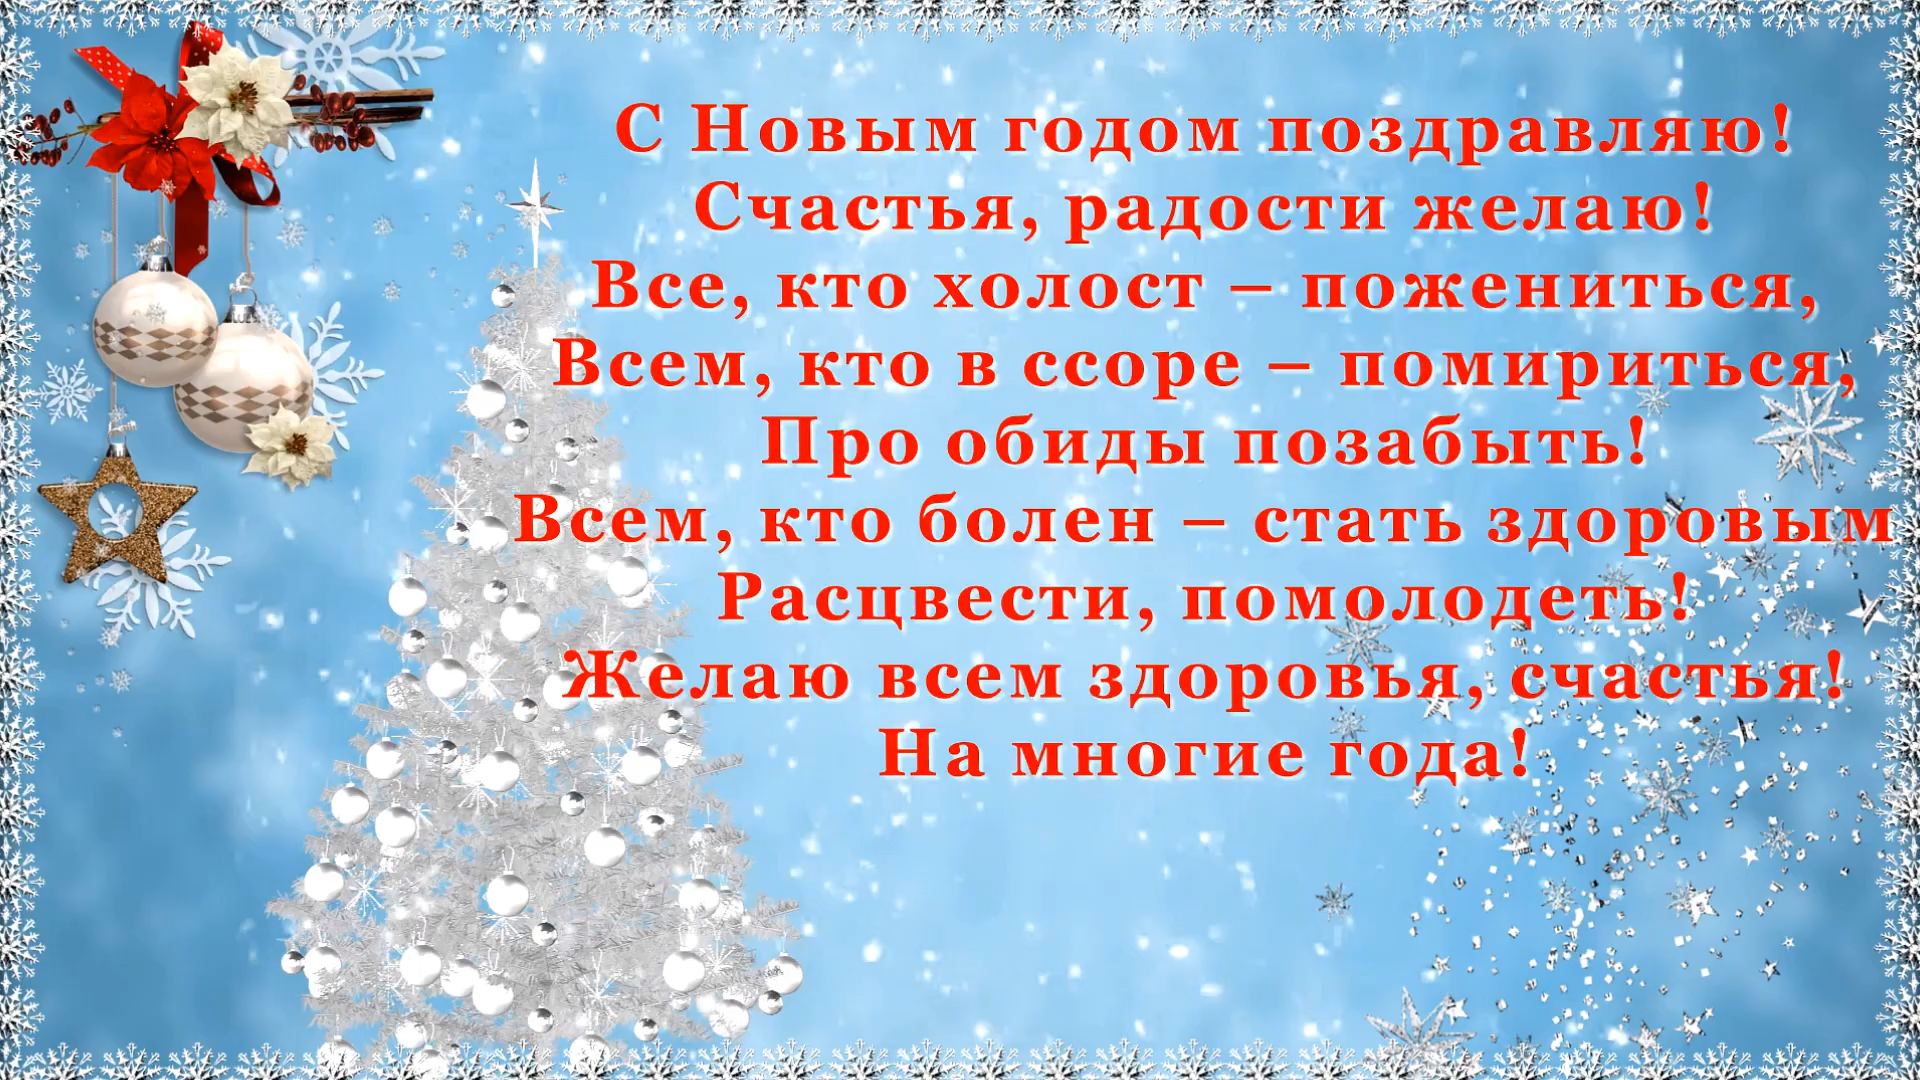 С Новым годом поздравляю!
Счастья, радости желаю!
Все, кто холост – пожениться,
Всем, кто в ссоре – помириться,
Про обиды позабыть!
Всем, кто болен – стать здоровым
Расцвести, помолодеть!
Желаю всем здоровья, счастья!
На многие года!